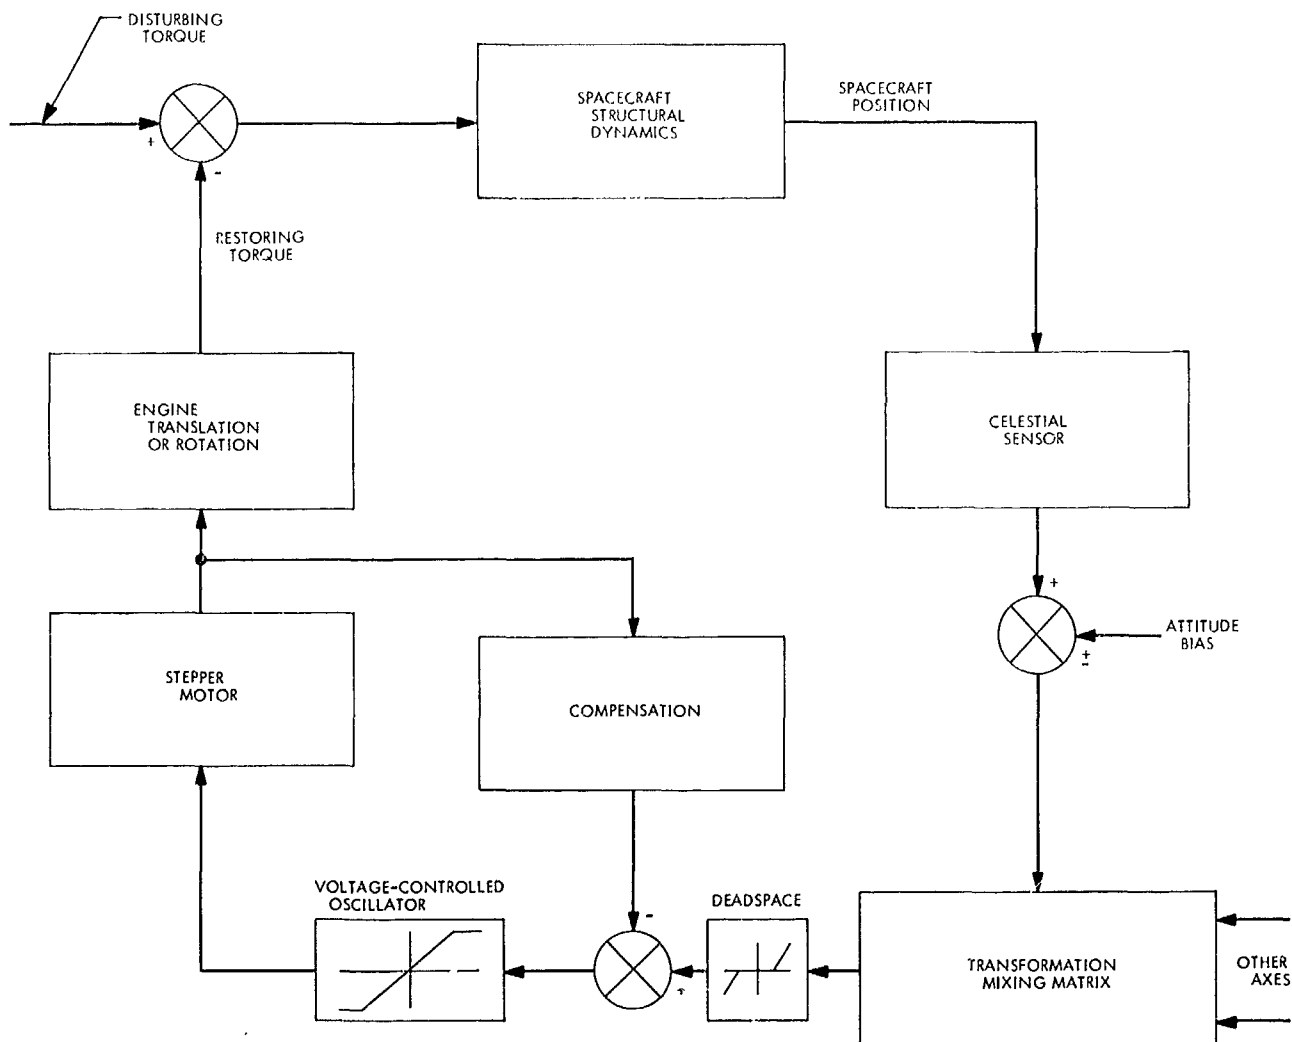 DISTURBING
TORQUE
SPACECRAFT
STRUCTURAL
DYNAMICS
SPACECRAFT
POSITION
+
-
RESTORING
TORQUE
ENGINE
TRANSLATION
OR ROTATION
CELESTIAL
SENSOR
+
ATTITUDE
BIAS
±
STEPPER
MOTOR
COMPENSATION
VOLTAGE-CONTROLLED
OSCILLATOR
-
DEADSPACE
+
TRANSFORMATION
MIXING MATRIX
OTHER
AXES